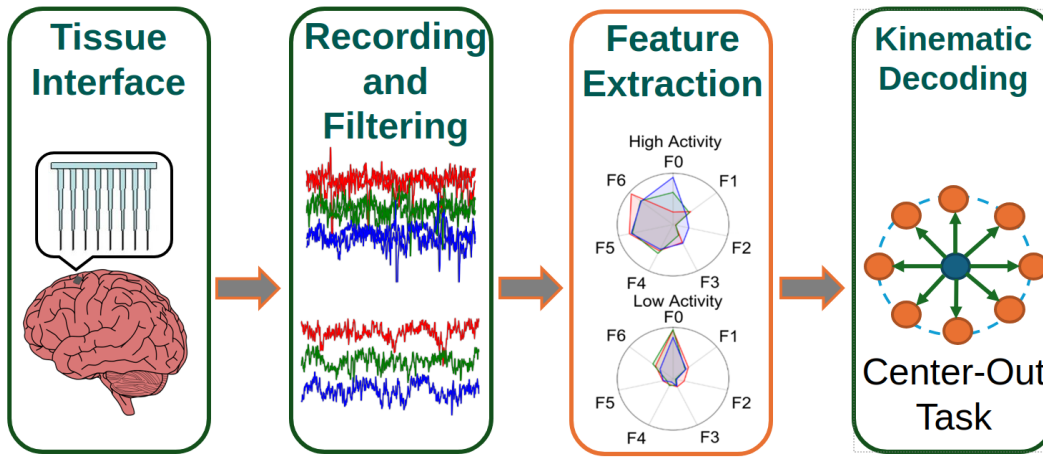 Tissue
Interface
Recording
and
Filtering
Feature
Extraction
High Activity
F0
F1
F2
F3
F4
F5
F6
Low Activity
F0
F1
F2
F3
F4
F5
F6
Kinematic
Decoding
Center-Out
Task